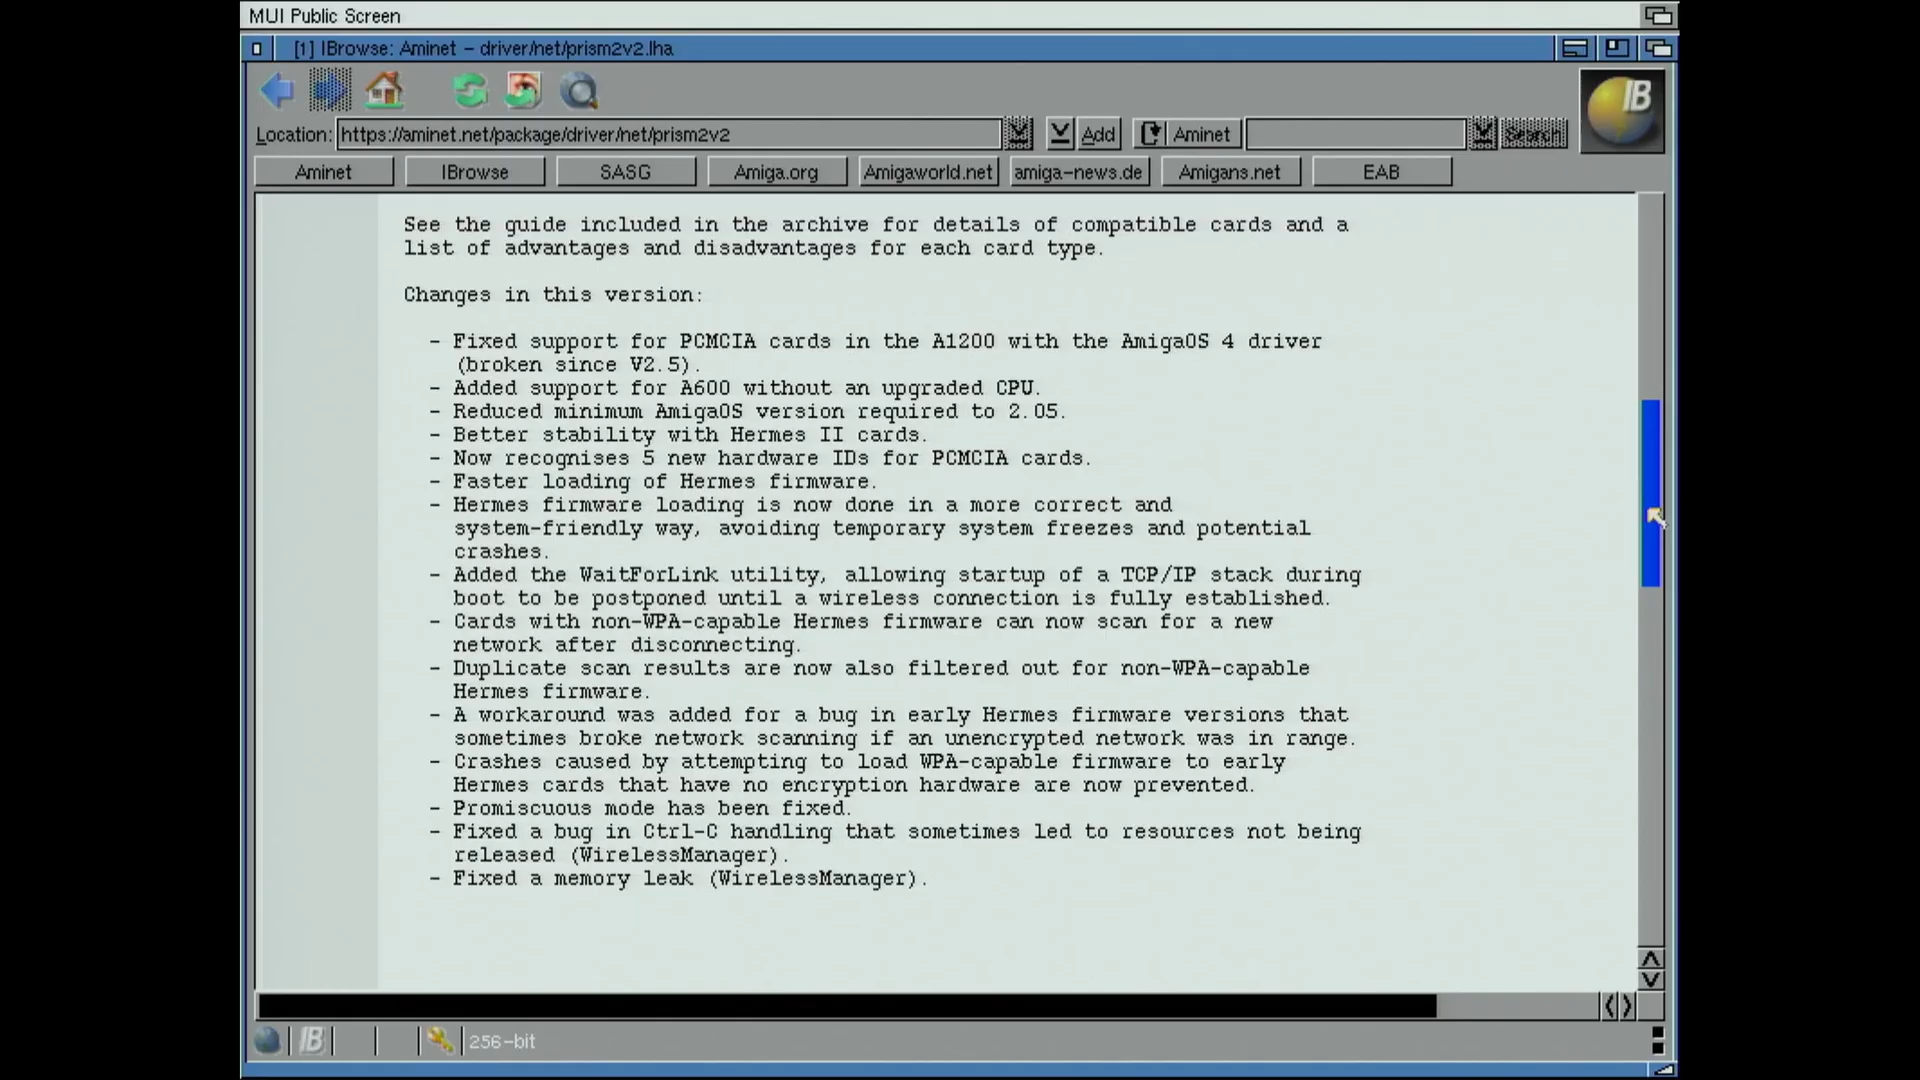 MUI Public Screen
[1] IBrowse: Aminet - driver/net/prism2v2.lha
IB
Location: https://aminet.net/package/driver/net/prism2v2 Add Aminet Search
Aminet IBrowse SASG Amiga.org Amigaworld.net amiga-news.de Amigans.net EAB
See the guide included in the archive for details of compatible cards and a
list of advantages and disadvantages for each card type.
Changes in this version:
- Fixed support for PCMCIA cards in the A1200 with the AmigaOS 4 driver
(broken since V2.5).
- Added support for A600 without an upgraded CPU.
- Reduced minimum AmigaOS version required to 2.05.
- Better stability with Hermes II cards.
- Now recognises 5 new hardware IDs for PCMCIA cards.
- Faster loading of Hermes firmware.
- Hermes firmware loading is now done in a more correct and
system-friendly way, avoiding temporary system freezes and potential
crashes.
- Added the WaitForLink utility, allowing startup of a TCP/IP stack during
boot to be postponed until a wireless connection is fully established.
- Cards with non-WPA-capable Hermes firmware can now scan for a new
network after disconnecting.
- Duplicate scan results are now also filtered out for non-WPA-capable
Hermes firmware.
- A workaround was added for a bug in early Hermes firmware versions that
sometimes broke network scanning if an unencrypted network was in range.
- Crashes caused by attempting to load WPA-capable firmware to early
Hermes cards that have no encryption hardware are now prevented.
- Promiscuous mode has been fixed.
- Fixed a bug in Ctrl-C handling that sometimes led to resources not being
released (WirelessManager).
- Fixed a memory leak (WirelessManager).
IB 256-bit